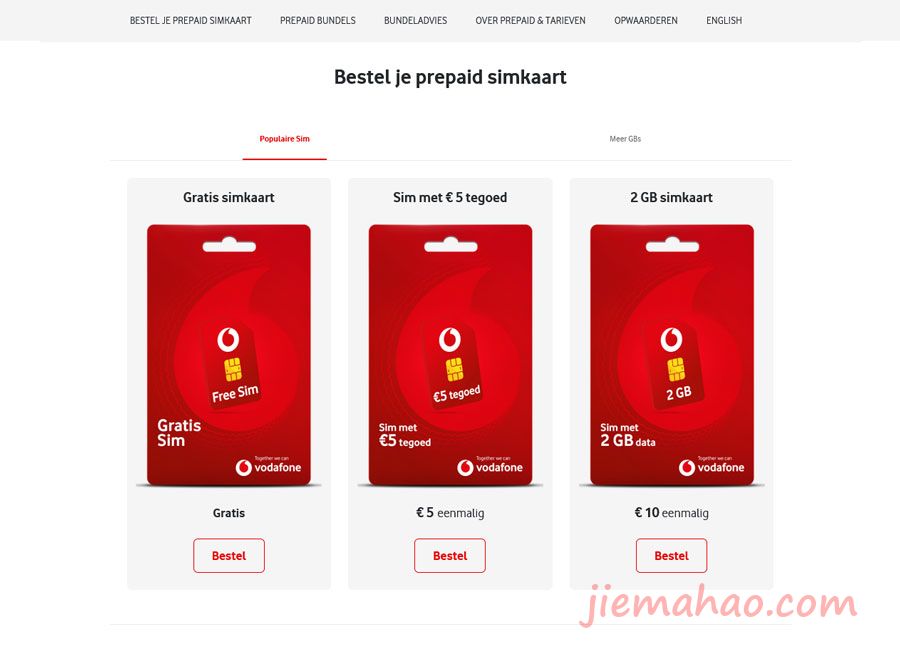 BESTEL JE PREPAID SIMKAART PREPAID BUNDELS BUNDELADVIES OVER PREPAID & TARIEVEN OPWAARDEREN ENGLISH
Bestel je prepaid simkaart
Populaire Sim Meer GBs
Gratis simkaart
Free Sim
Gratis
Sim
Together we can
vodafone
Gratis
Bestel
Sim met € 5 tegoed
€5 tegoed
Sim met
€5 tegoed
Together we can
vodafone
€ 5 eenmalig
Bestel
2 GB simkaart
2 GB
Sim met
2 GB data
Together we can
vodafone
€ 10 eenmalig
Bestel
jiemahao.com